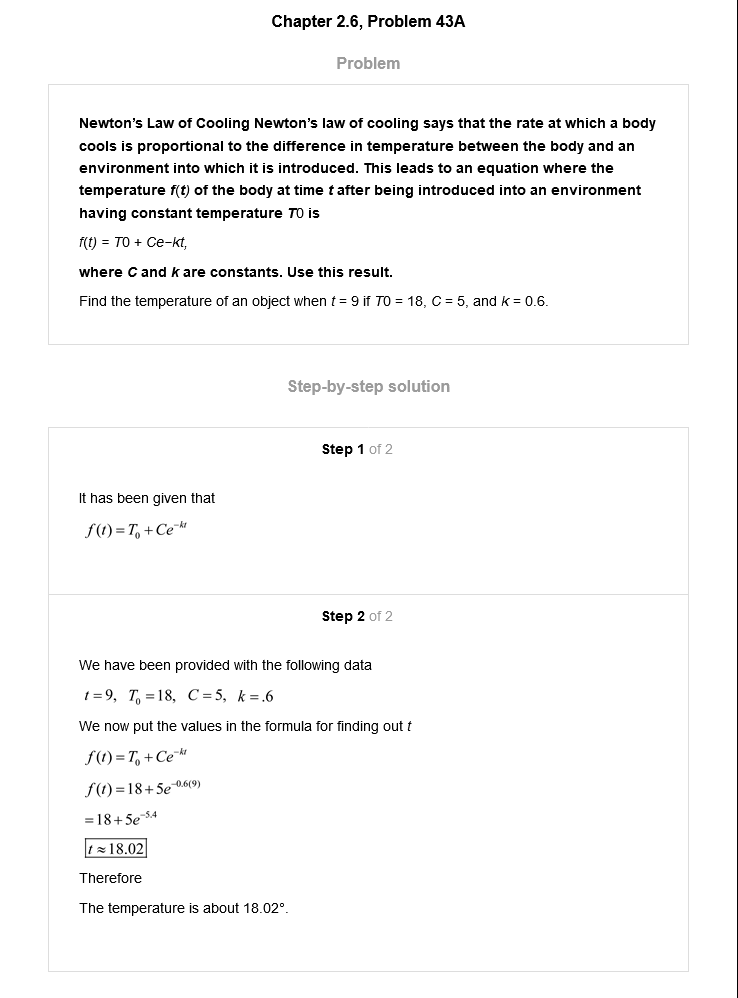 Chapter 2.6, Problem 43A
Problem
Newton's Law of Cooling Newton's law of cooling says that the rate at which a body
cools is proportional to the difference in temperature between the body and an
environment into which it is introduced. This leads to an equation where the
temperature f(t) of the body at time t after being introduced into an environment
having constant temperature T0 is
f(t) = T0 + Ce−kt,
where C and k are constants. Use this result.
Find the temperature of an object when t = 9 if T0 = 18, C = 5, and k = 0.6.
Step-by-step solution
Step 1 of 2
It has been given that
f(t) = T₀ + Ce^{−kt}
Step 2 of 2
We have been provided with the following data
t = 9, T₀ = 18, C = 5, k = .6
We now put the values in the formula for finding out t
f(t) = T₀ + Ce^{−kt}
f(t) = 18 + 5e^{−0.6(9)}
= 18 + 5e^{−5.4}
t ≈ 18.02
Therefore
The temperature is about 18.02°.